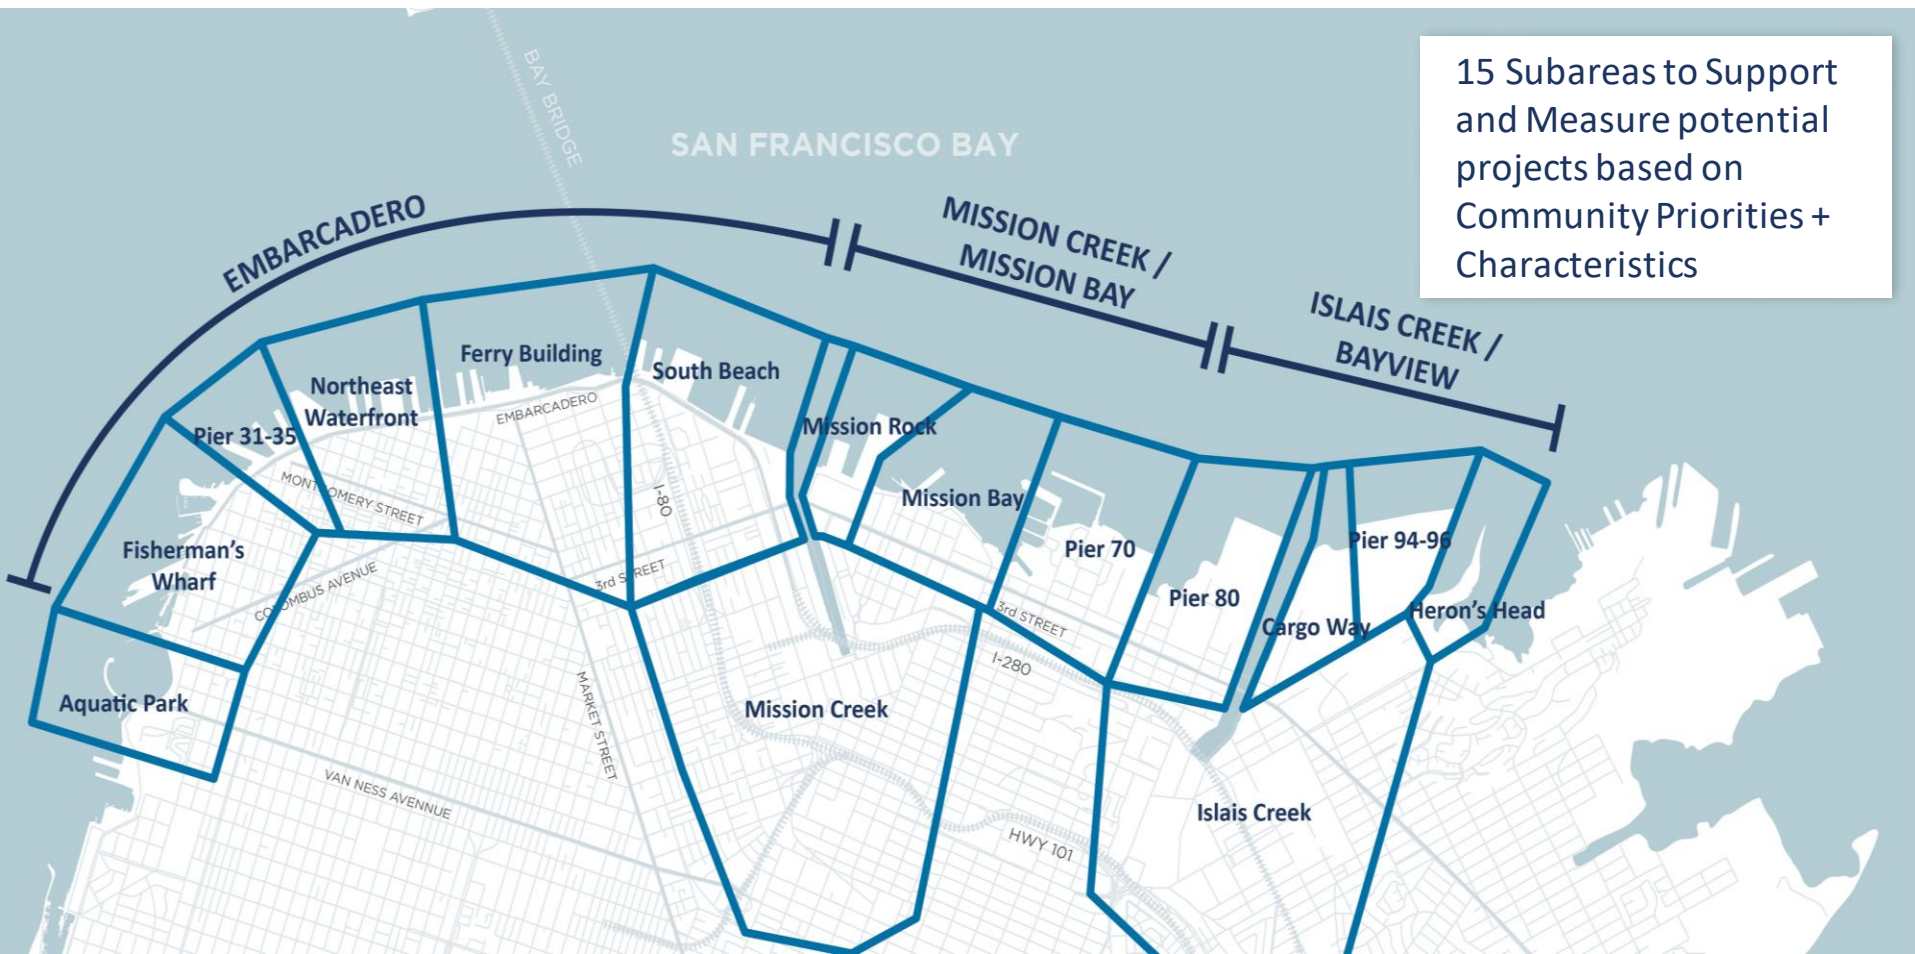 15 Subareas to Support
and Measure potential
projects based on
Community Priorities +
Characteristics
BAY BRIDGE
SAN FRANCISCO BAY
EMBARCADERO
MISSION CREEK /
MISSION BAY
ISLAIS CREEK /
BAYVIEW
Ferry Building
South Beach
Northeast
Waterfront
EMBARCADERO
Pier 31-35
Mission Rock
MONTGOMERY STREET
I-80
Mission Bay
Fisherman's
Wharf
Pier 70
Pier 94-96
COLUMBUS AVENUE
3rd STREET
Pier 80
3rd STREET
Cargo Way
Heron's Head
I-280
Aquatic Park
MARKET STREET
Mission Creek
VAN NESS AVENNUE
Islais Creek
HWY 101